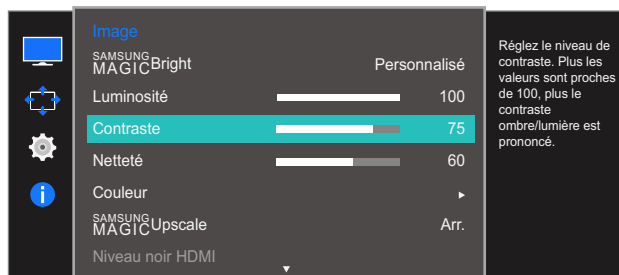 Image
SAMSUNG
MAGICBright Personnalisé
Luminosité 100
Contraste 75
Netteté 60
Couleur ▸
SAMSUNG
MAGICUpscale Arr.
Niveau noir HDMI
Réglez le niveau de
contraste. Plus les
valeurs sont proches
de 100, plus le
contraste
ombre/lumière est
prononcé.